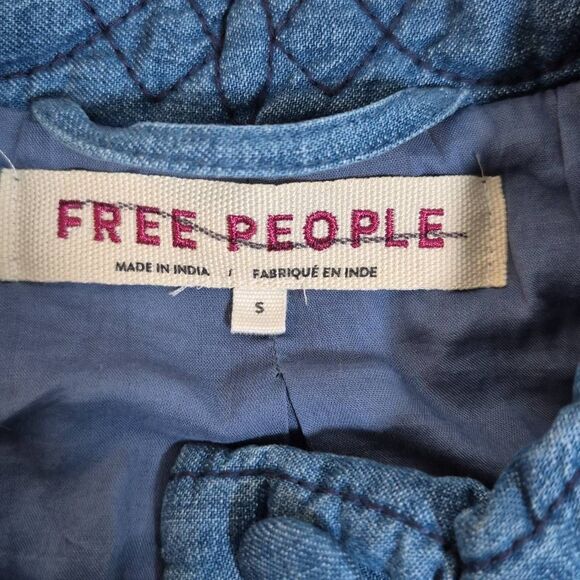 FREE PEOPLE
MADE IN INDIA / FABRIQUÉ EN INDE
S